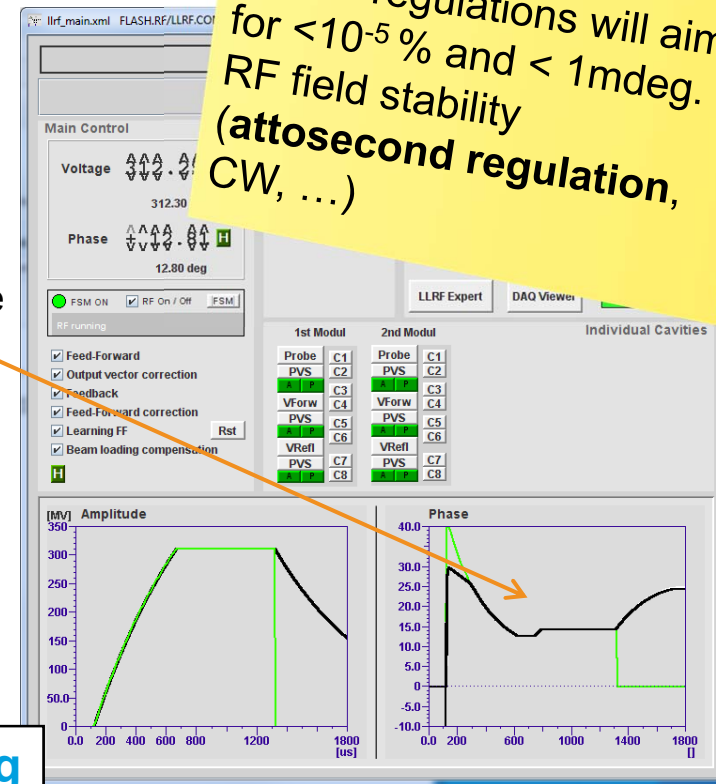 llrf_main.xml FLASH.RF/LLRF.CO
regulations will aim
for <10-5 % and < 1mdeg.
RF field stability
(attosecond regulation,
CW, …)
Main Control
Voltage
312.30
Phase H
12.80 deg
FSM ON RF On / Off FSM
RF running
LLRF Expert DAQ Viewer
1st Modul 2nd Modul Individual Cavities
Probe C1 Probe C1
PVS C2 PVS C2
A P C3 A P C3
VForw C4 VForw C4
PVS C5 PVS C5
A P C6 A P C6
VRefl VRefl
PVS C7 PVS C7
A P C8 A P C8
Feed-Forward
Output vector correction
Feedback
Feed-Forward correction
Learning FF Rst
Beam loading compensation
H
[MV] Amplitude
350
300
250
200
150
100
50.0
0
0.0 200 400 600 800 1200 1800
[us]
Phase
40.0
30.0
25.0
20.0
15.0
10.0
5.0
0
-5.0
-10.0
0.0 200 600 1000 1400 1800
[]
e
g